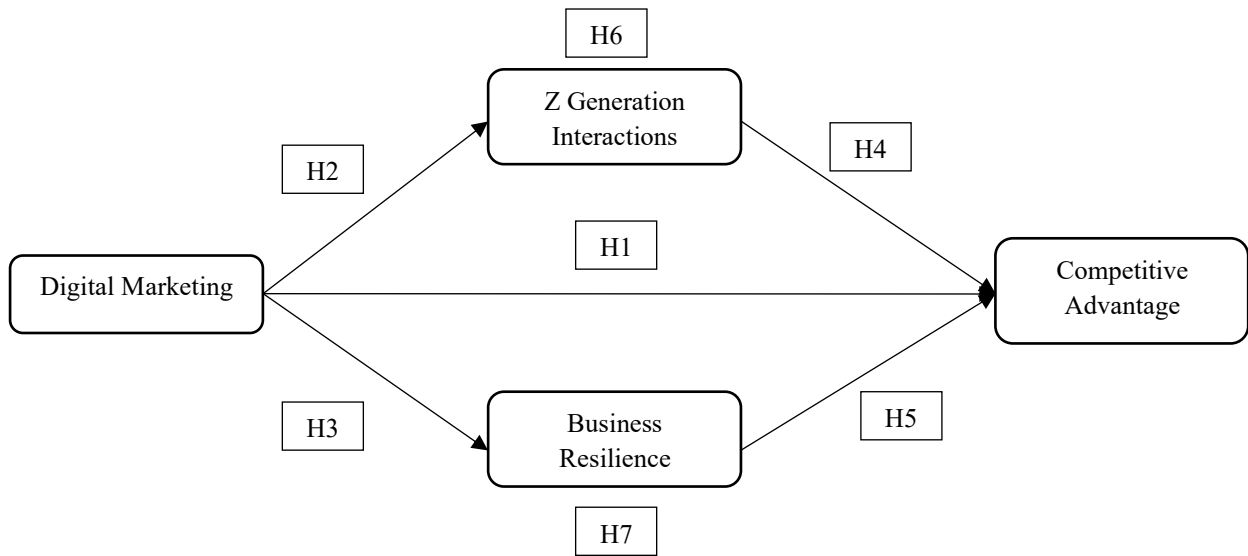 H6
Z Generation
Interactions
H2
H4
H1
Digital Marketing
Competitive
Advantage
H3
Business
Resilience
H5
H7